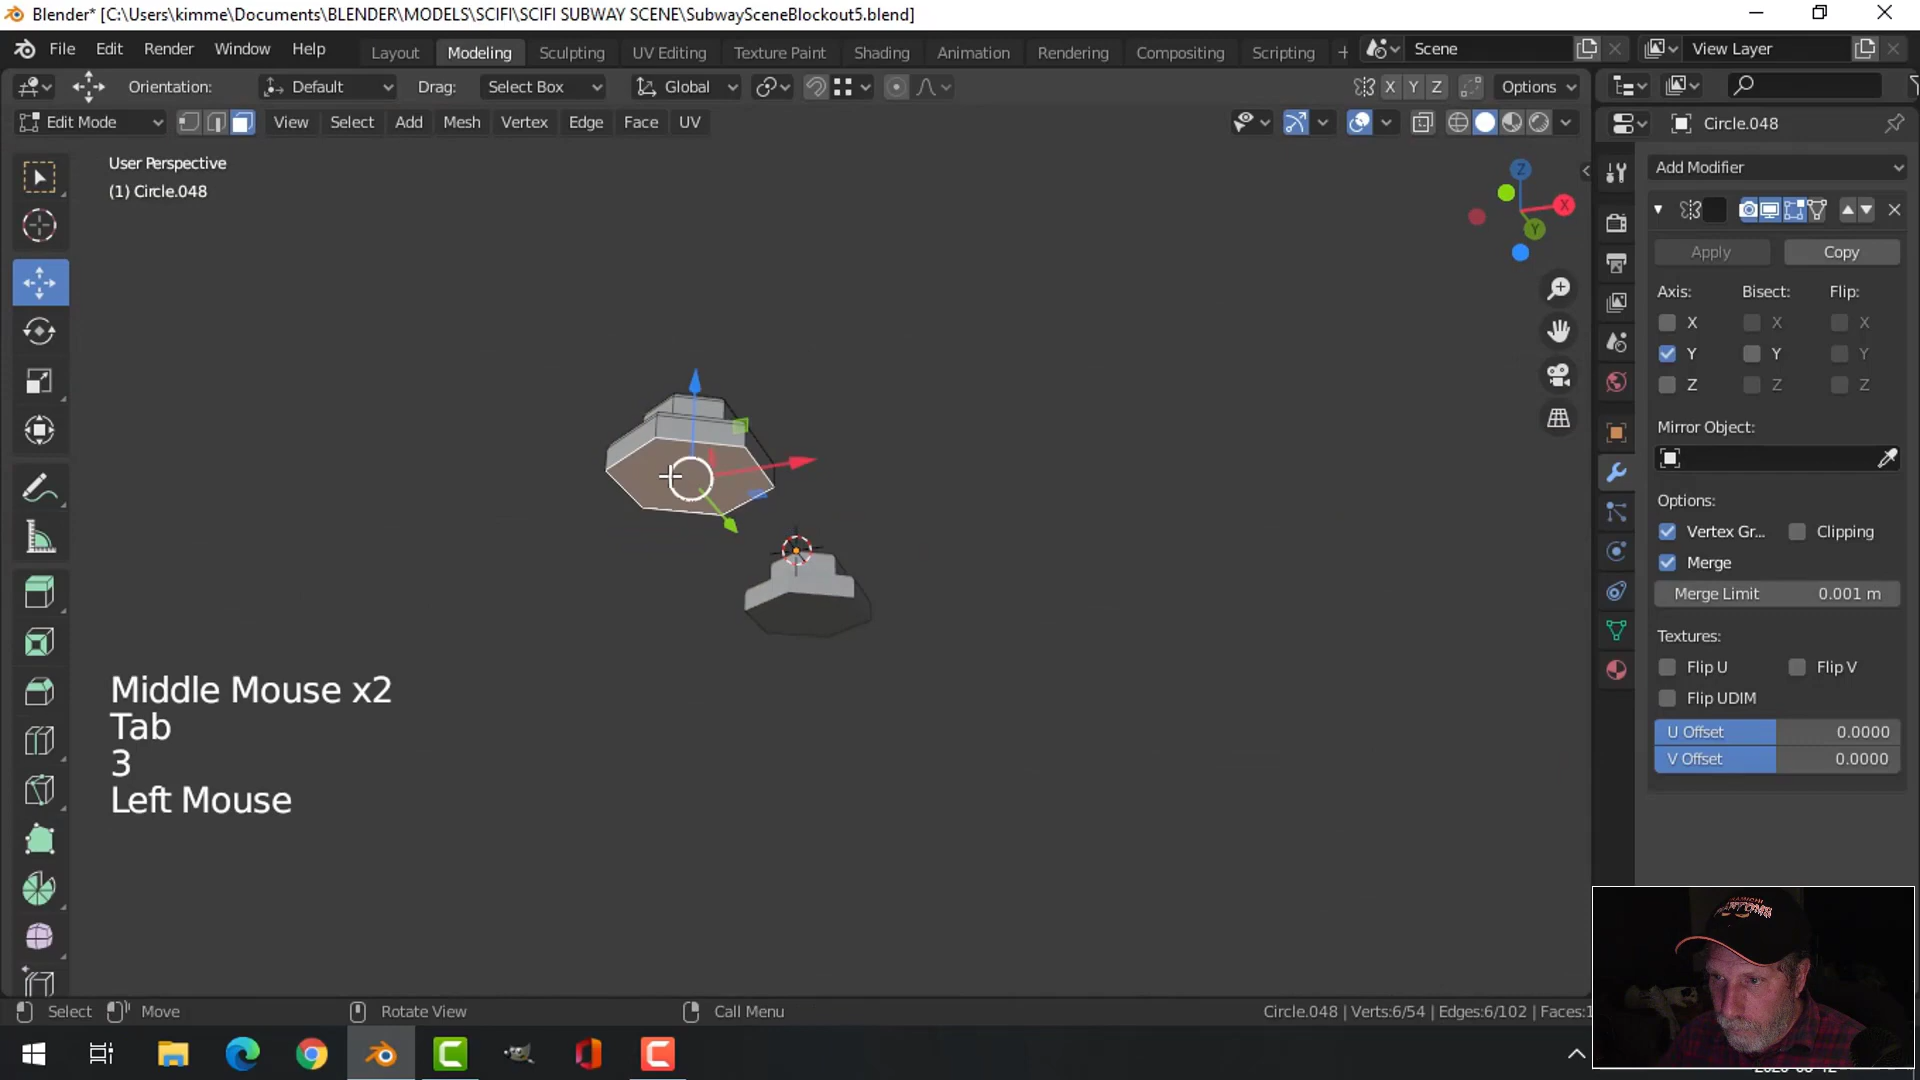 Blender* [C:\Users\kimme\Documents\BLENDER\MODELS\SCIFI\SCIFI SUBWAY SCENE\SubwaySceneBlockout5.blend]
File Edit Render Window Help
Layout Modeling Sculpting UV Editing Texture Paint Shading Animation Rendering Compositing Scripting +
Scene View Layer
Orientation: Default Drag: Select Box Global X Y Z Options
Edit Mode View Select Add Mesh Vertex Edge Face UV
Circle.048
User Perspective
(1) Circle.048
Z
X
Y
Add Modifier
Apply Copy
Axis: Bisect: Flip:
X X X
Y Y Y
Z Z Z
Mirror Object:
Options:
Vertex Gr... Clipping
Merge
Merge Limit 0.001 m
Textures:
Flip U Flip V
Flip UDIM
U Offset 0.0000
V Offset 0.0000
Middle Mouse x2
Tab
3
Left Mouse
Select Move Rotate View Call Menu
Circle.048 | Verts:6/54 | Edges:6/102 | Faces:1